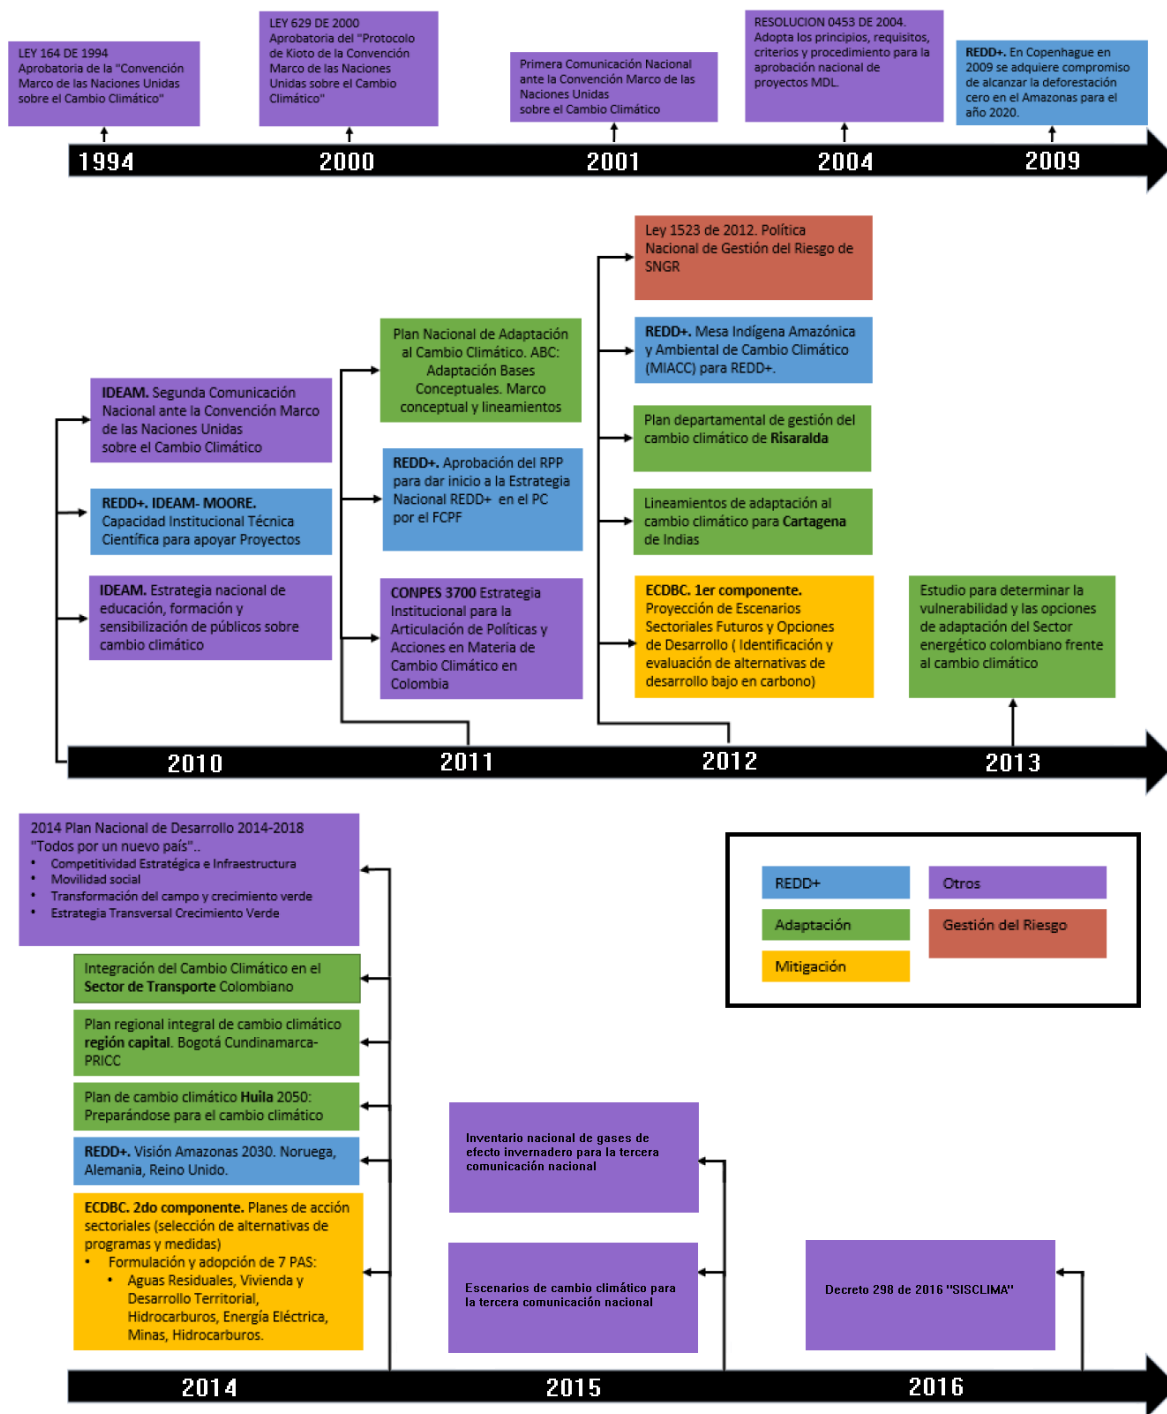 LEY 164 DE 1994
Aprobatoria de la "Convención
Marco de las Naciones Unidas
sobre el Cambio Climático"
LEY 629 DE 2000
Aprobatoria del "Protocolo
de Kioto de la Convención
Marco de las Naciones
Unidas sobre el Cambio
Climático"
Primera Comunicación Nacional
ante la Convención Marco de las
Naciones Unidas
sobre el Cambio Climático
RESOLUCION 0453 DE 2004.
Adopta los principios, requisitos,
criterios y procedimiento para la
aprobación nacional de
proyectos MDL.
REDD+. En Copenhague en
2009 se adquiere compromiso
de alcanzar la deforestación
cero en el Amazonas para el
año 2020.
1994
2000
2001
2004
2009
IDEAM. Segunda Comunicación
Nacional ante la Convención Marco
de las Naciones Unidas
sobre el Cambio Climático
REDD+. IDEAM- MOORE.
Capacidad Institucional Técnica
Científica para apoyar Proyectos
IDEAM. Estrategia nacional de
educación, formación y
sensibilización de públicos sobre
cambio climático
Plan Nacional de Adaptación
al Cambio Climático. ABC:
Adaptación Bases
Conceptuales. Marco
conceptual y lineamientos
REDD+. Aprobación del RPP
para dar inicio a la Estrategia
Nacional REDD+ en el PC
por el FCPF
CONPES 3700 Estrategia
Institucional para la
Articulación de Políticas y
Acciones en Materia de
Cambio Climático en
Colombia
Ley 1523 de 2012. Política
Nacional de Gestión del Riesgo de
SNGR
REDD+. Mesa Indígena Amazónica
y Ambiental de Cambio Climático
(MIACC) para REDD+.
Plan departamental de gestión del
cambio climático de Risaralda
Lineamientos de adaptación al
cambio climático para Cartagena
de Indias
ECDBC. 1er componente.
Proyección de Escenarios
Sectoriales Futuros y Opciones
de Desarrollo ( Identificación y
evaluación de alternativas de
desarrollo bajo en carbono)
Estudio para determinar la
vulnerabilidad y las opciones
de adaptación del Sector
energético colombiano frente
al cambio climático
2010
2011
2012
2013
2014 Plan Nacional de Desarrollo 2014-2018
"Todos por un nuevo país"..
• Competitividad Estratégica e Infraestructura
• Movilidad social
• Transformación del campo y crecimiento verde
• Estrategia Transversal Crecimiento Verde
Integración del Cambio Climático en el
Sector de Transporte Colombiano
Plan regional integral de cambio climático
región capital. Bogotá Cundinamarca-
PRICC
Plan de cambio climático Huila 2050:
Preparándose para el cambio climático
REDD+. Visión Amazonas 2030. Noruega,
Alemania, Reino Unido.
ECDBC. 2do componente. Planes de acción
sectoriales (selección de alternativas de
programas y medidas)
• Formulación y adopción de 7 PAS:
• Aguas Residuales, Vivienda y
Desarrollo Territorial,
Hidrocarburos, Energía Eléctrica,
Minas, Hidrocarburos.
REDD+
Otros
Adaptación
Gestión del Riesgo
Mitigación
Inventario nacional de gases de
efecto invernadero para la tercera
comunicación nacional
Escenarios de cambio climático para
la tercera comunicación nacional
Decreto 298 de 2016 "SISCLIMA"
2014
2015
2016